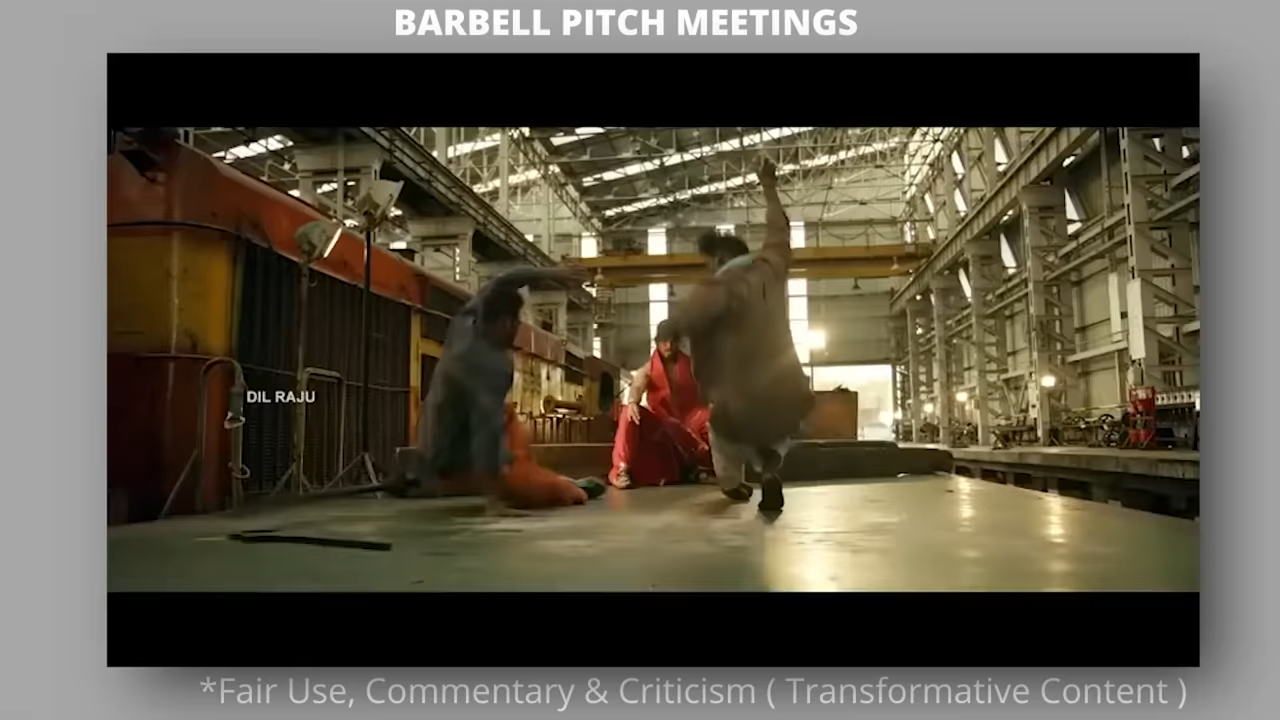 BARBELL PITCH MEETINGS
DIL RAJU
*Fair Use, Commentary & Criticism ( Transformative Content )